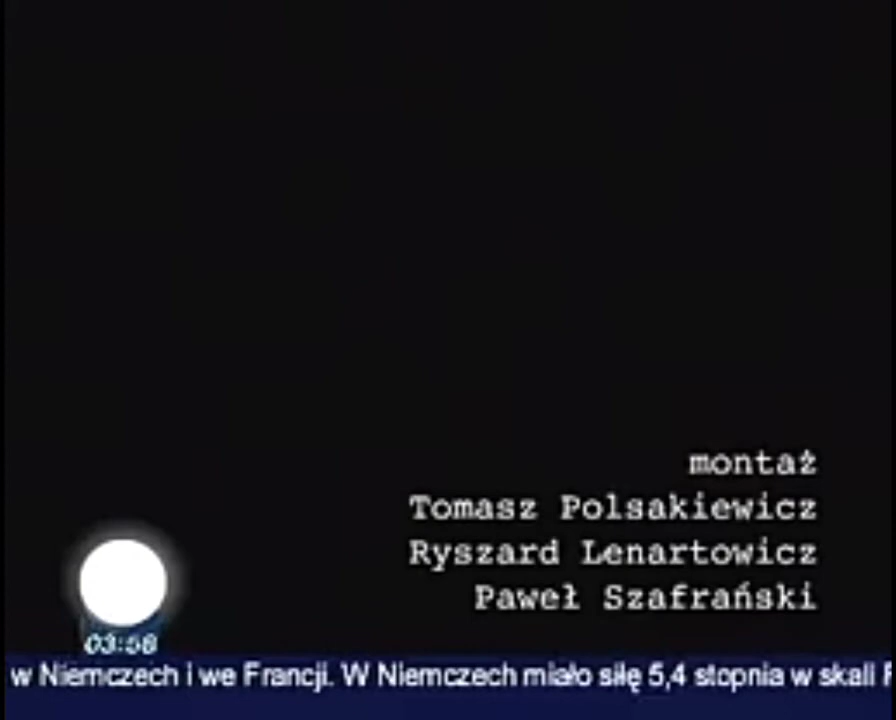 montaż
Tomasz Polsakiewicz
Ryszard Lenartowicz
Paweł Szafrański
03:58
w Niemczech i we Francji. W Niemczech miało siłę 5,4 stopnia w skali